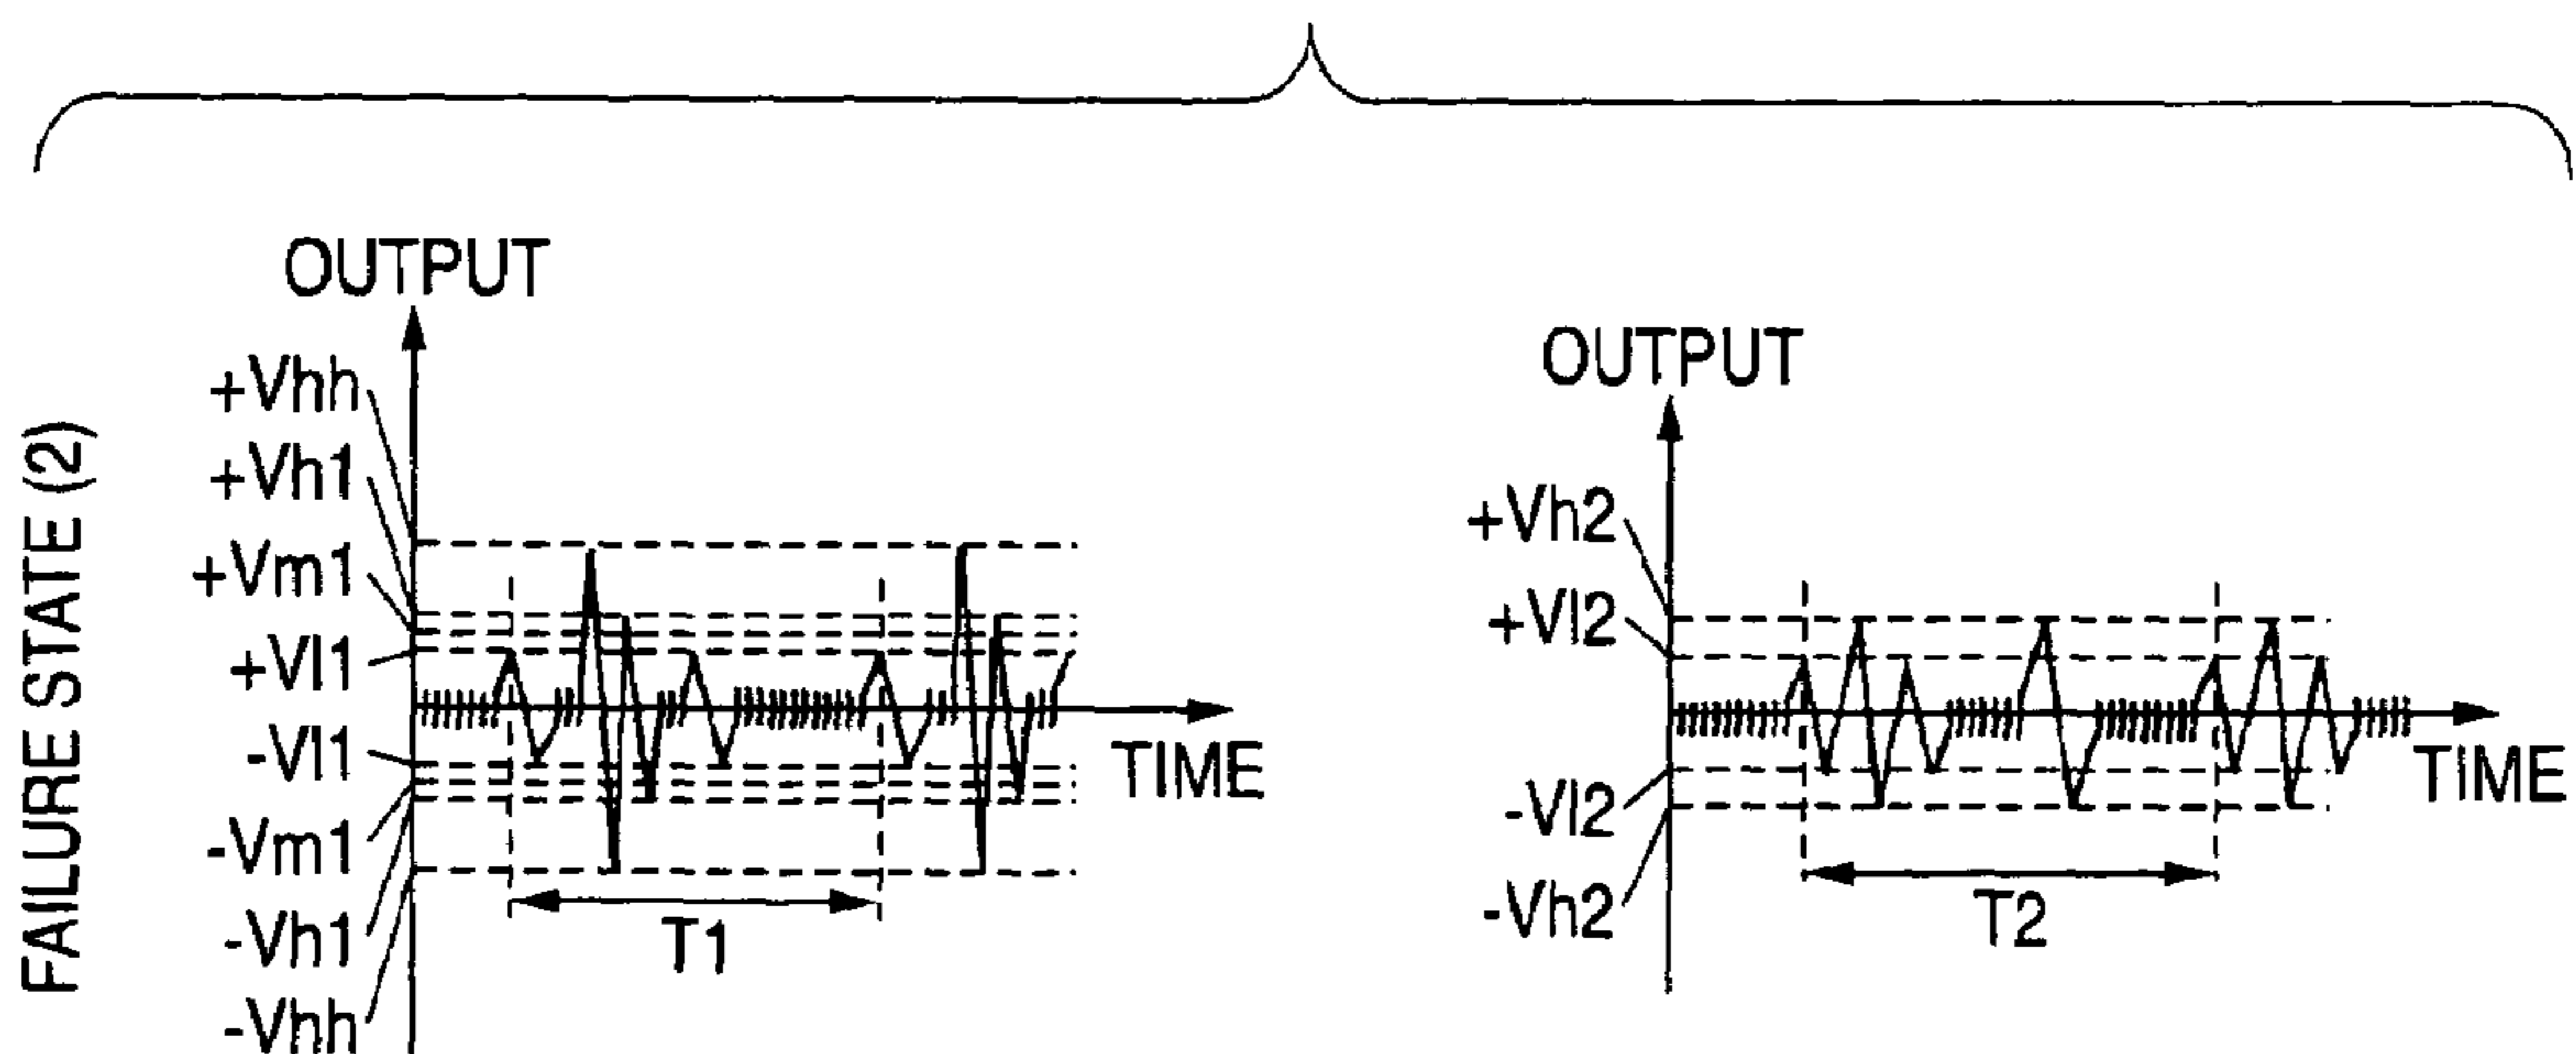 FAILURE STATE (2)
OUTPUT
+Vhh
+Vh1
+Vm1
+Vl1
-Vl1
-Vm1
-Vh1
-Vhh
TIME
T1
OUTPUT
+Vh2
+Vl2
-Vl2
-Vh2
TIME
T2